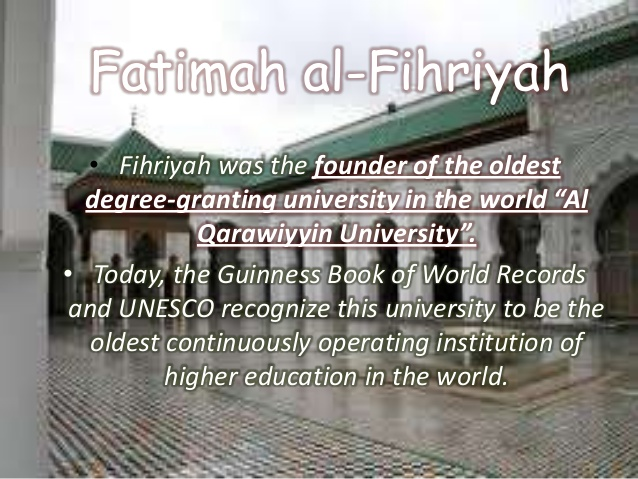 Fatimah al-Fihriyah
• Fihriyah was the founder of the oldest
degree-granting university in the world “Al
Qarawiyyin University”.
• Today, the Guinness Book of World Records
and UNESCO recognize this university to be the
oldest continuously operating institution of
higher education in the world.